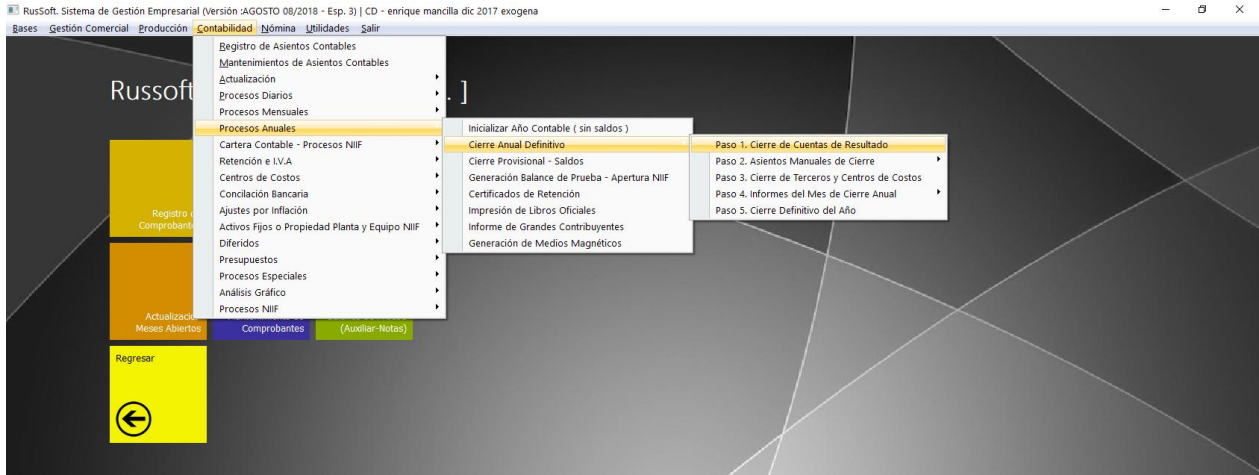 RusSoft. Sistema de Gestión Empresarial (Versión :AGOSTO 08/2018 - Esp. 3) | CD - enrique mancilla dic 2017 exogena
Bases Gestión Comercial Producción Contabilidad Nómina Utilidades Salir
Registro de Asientos Contables
Mantenimientos de Asientos Contables
Actualización
Procesos Diarios
Procesos Mensuales
Procesos Anuales
Cartera Contable - Procesos NIIF
Retención e I.V.A
Centros de Costos
Concilación Bancaria
Ajustes por Inflación
Activos Fijos o Propiedad Planta y Equipo NIIF
Diferidos
Presupuestos
Procesos Especiales
Análisis Gráfico
Procesos NIIF
Inicializar Año Contable ( sin saldos )
Cierre Anual Definitivo
Cierre Provisional - Saldos
Generación Balance de Prueba - Apertura NIIF
Certificados de Retención
Impresión de Libros Oficiales
Informe de Grandes Contribuyentes
Generación de Medios Magnéticos
Paso 1. Cierre de Cuentas de Resultado
Paso 2. Asientos Manuales de Cierre
Paso 3. Cierre de Terceros y Centros de Costos
Paso 4. Informes del Mes de Cierre Anual
Paso 5. Cierre Definitivo del Año
Russoft . ]
Registro
Meses Abiertos
Comprobantes
(Auxiliar-Notas)
Regresar